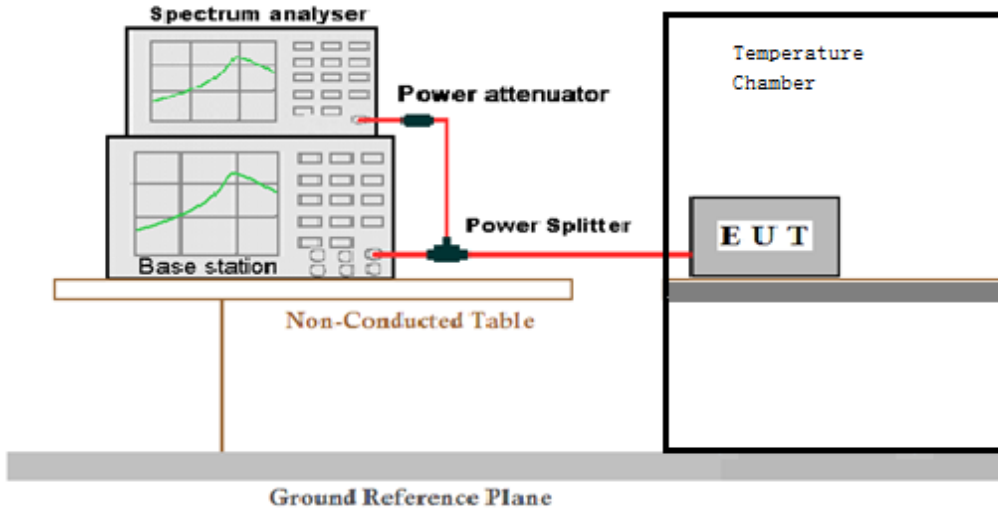 Spectrum analyser
Temperature
Chamber
Power attenuator
Power Splitter
E U T
Base station
Non-Conducted Table
Ground Reference Plane